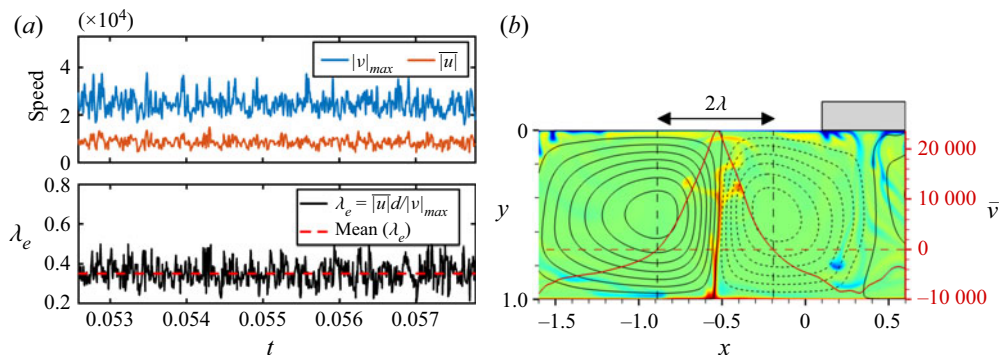 (a)
(×10⁴)
Speed
4
2
0
|v|max
|u|
λe
0.8
0.6
0.4
0.2
λe = |u|d/|v|max
Mean (λe)
0.053
0.054
0.055
0.056
0.057
t
(b)
2λ
0
y
1.0
20 000
10 000
0
−10 000
v̄
−1.5
−1.0
−0.5
0
0.5
x